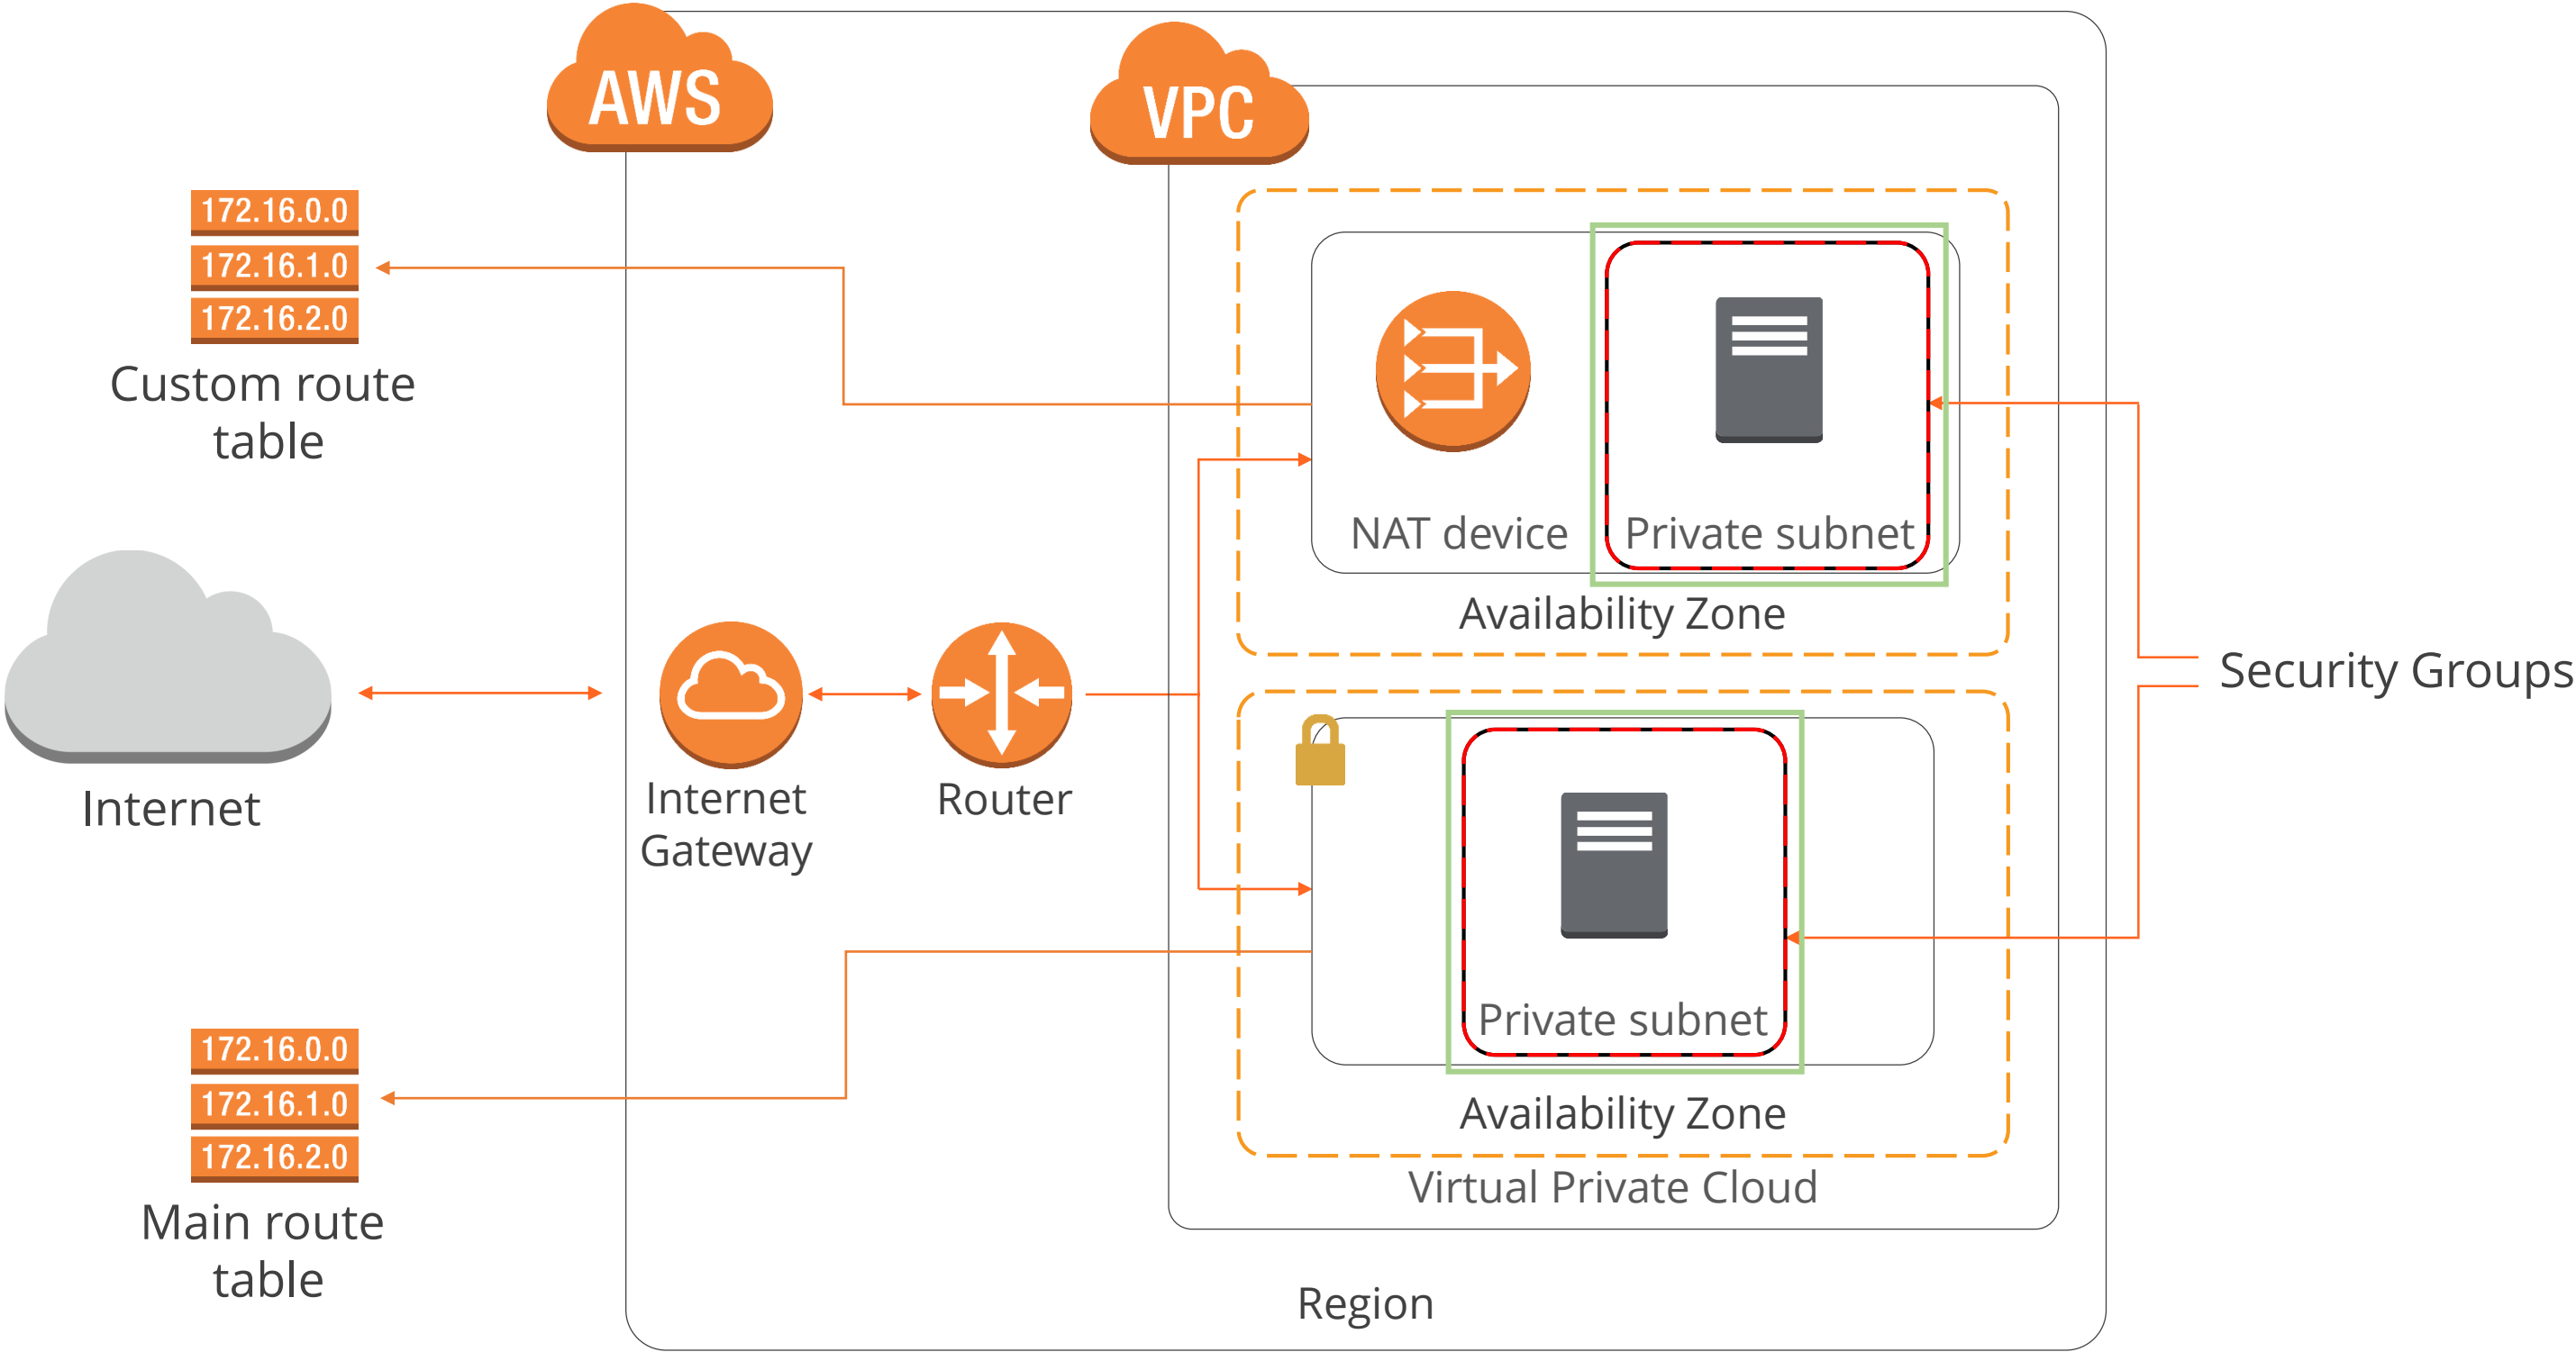 AWS
VPC
172.16.0.0
172.16.1.0
172.16.2.0
Custom route
table
NAT device
Private subnet
Availability Zone
Security Groups
Internet
Internet
Gateway
Router
Private subnet
Availability Zone
Virtual Private Cloud
172.16.0.0
172.16.1.0
172.16.2.0
Main route
table
Region